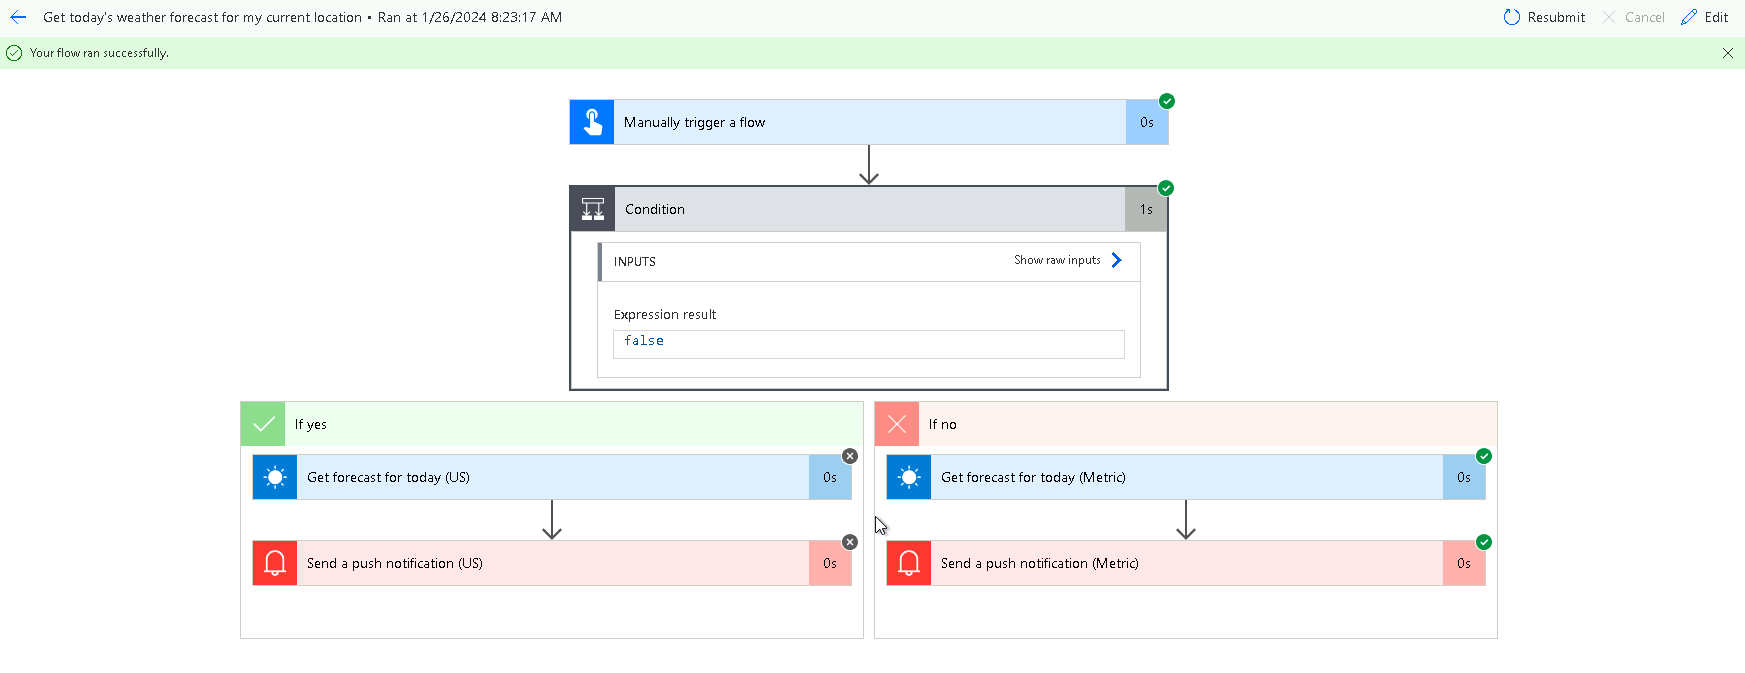 Get today's weather forecast for my current location • Ran at 1/26/2024 8:23:17 AM
Resubmit
Cancel
Edit
Your flow ran successfully.
Manually trigger a flow
0s
Condition
1s
INPUTS
Show raw inputs
Expression result
false
If yes
Get forecast for today (US)
0s
Send a push notification (US)
0s
If no
Get forecast for today (Metric)
0s
Send a push notification (Metric)
0s